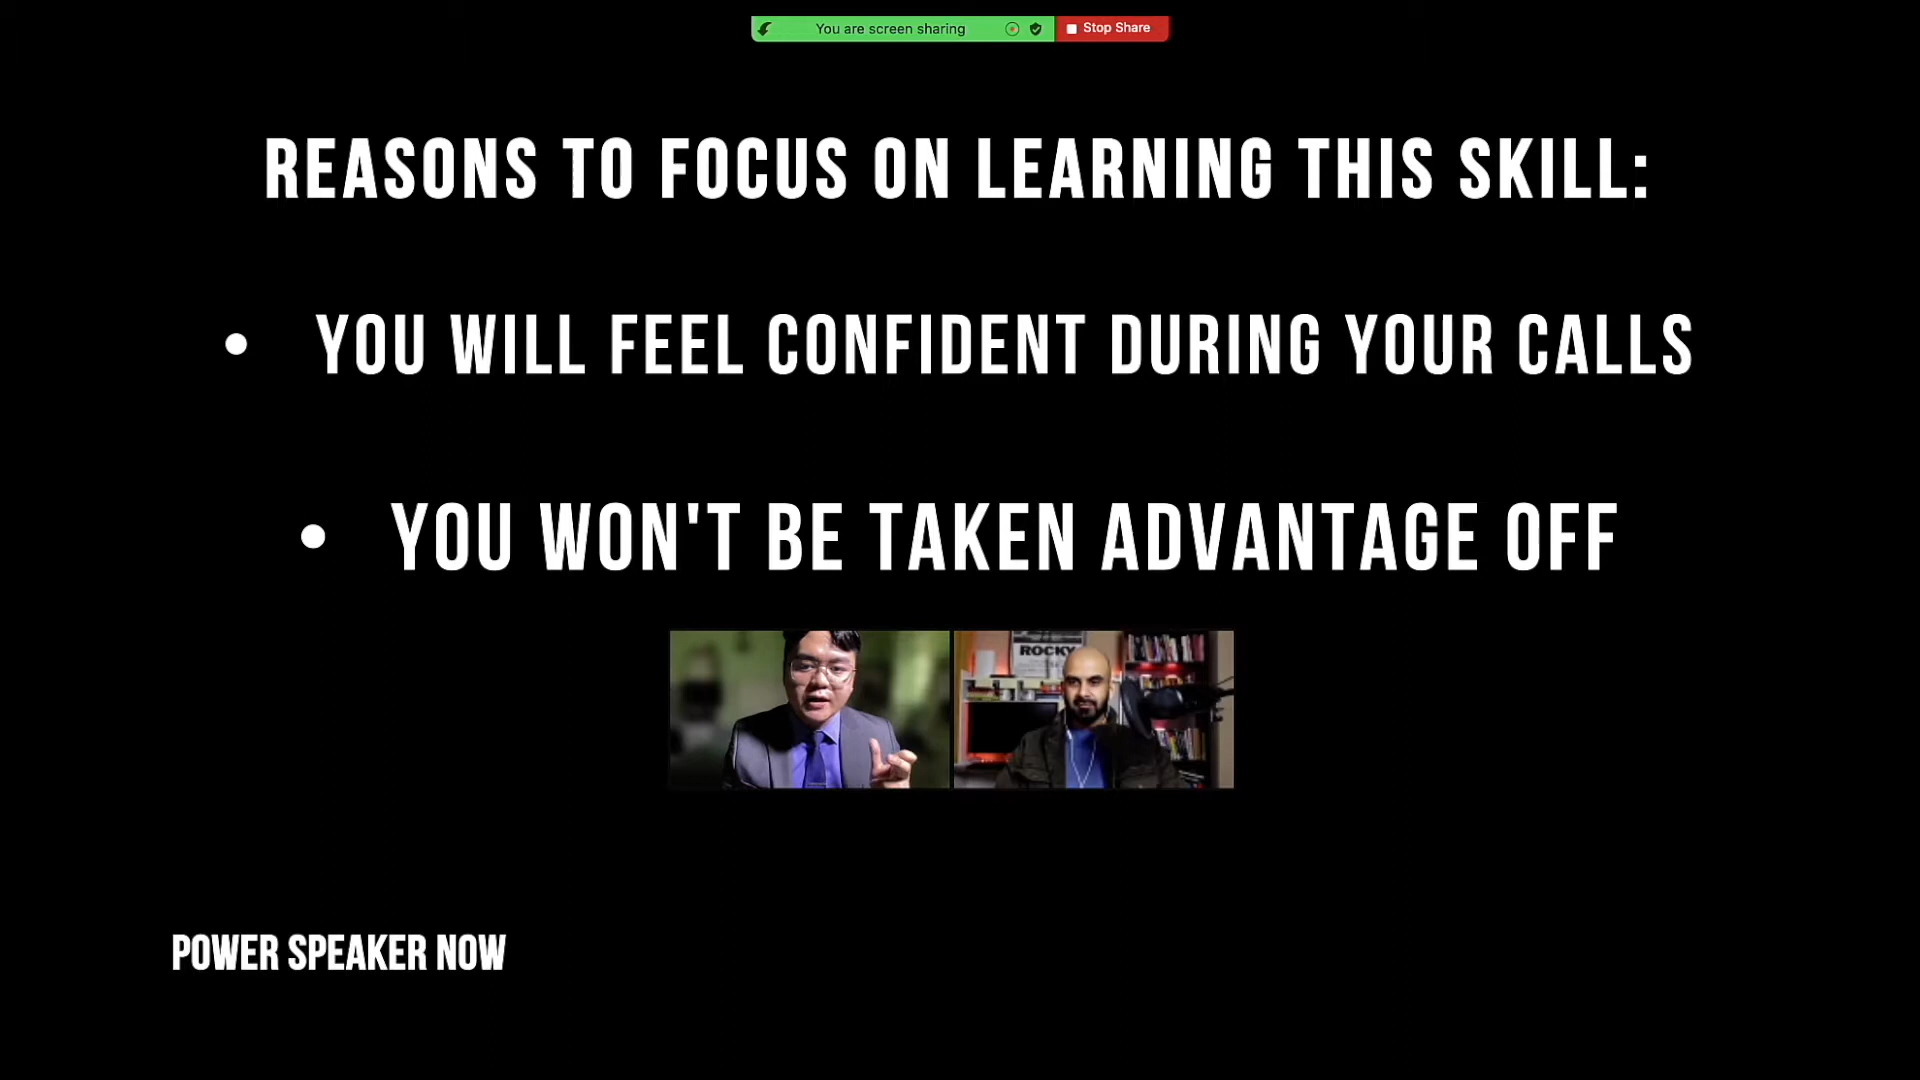 You are screen sharing
Stop Share
REASONS TO FOCUS ON LEARNING THIS SKILL:
• YOU WILL FEEL CONFIDENT DURING YOUR CALLS
• YOU WON'T BE TAKEN ADVANTAGE OFF
ROCKY
POWER SPEAKER NOW